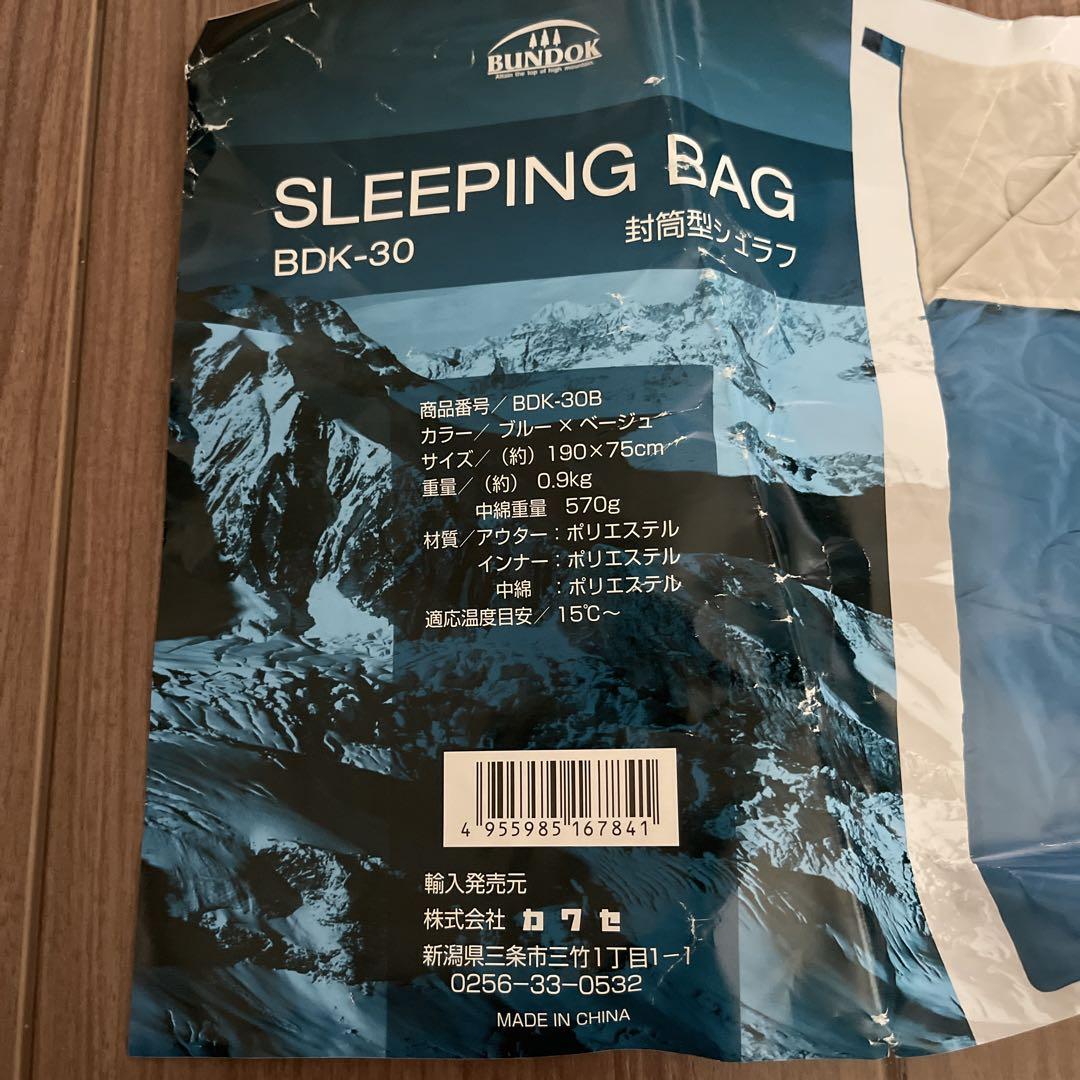 BUNDOK
Attain the top of high mountain.
SLEEPING BAG
BDK-30
封筒型シュラフ
商品番号／BDK-30B
カラー／ ブルー×ベージュ
サイズ／（約）190×75cm
重量／（約） 0.9kg
中綿重量 570g
材質／アウター：ポリエステル
インナー：ポリエステル
中綿 ：ポリエステル
適応温度目安／ 15℃〜
4 955985 167841
輸入発売元
株式会社 カワセ
新潟県三条市三竹1丁目1-1
0256-33-0532
MADE IN CHINA